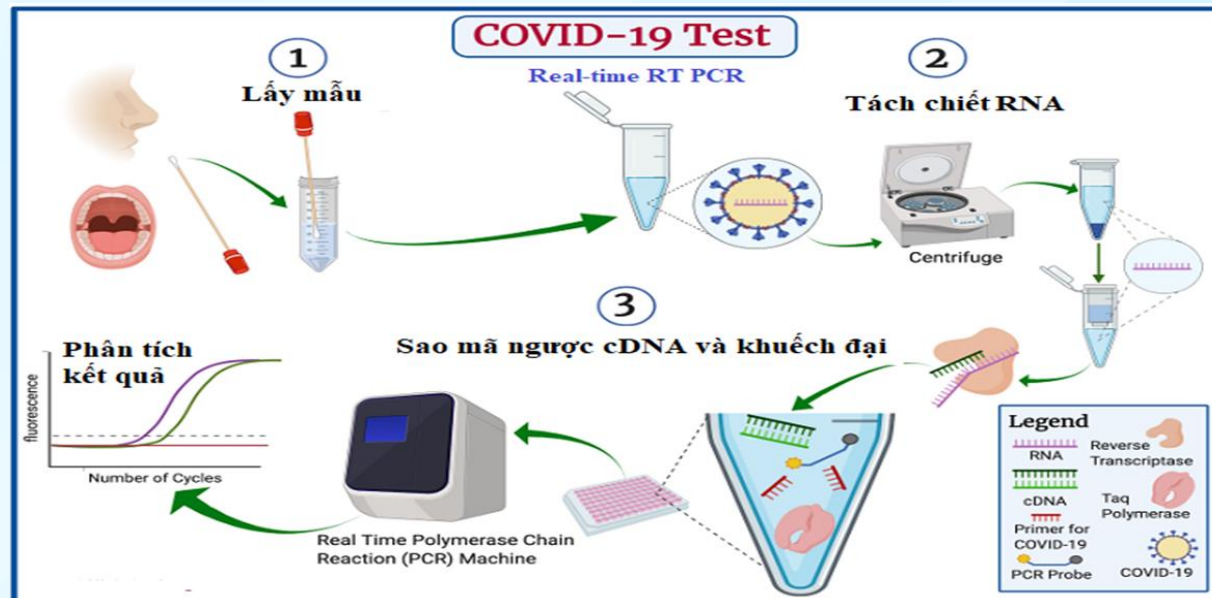 COVID-19 Test
Real-time RT PCR
1
Lấy mẫu
2
Tách chiết RNA
Centrifuge
3
Sao mã ngược cDNA và khuếch đại
Phân tích
kết quả
fluorescence
Number of Cycles
Real Time Polymerase Chain
Reaction (PCR) Machine
Legend
RNA
Reverse
Transcriptase
cDNA
Taq
Polymerase
Primer for
COVID-19
PCR Probe
COVID-19